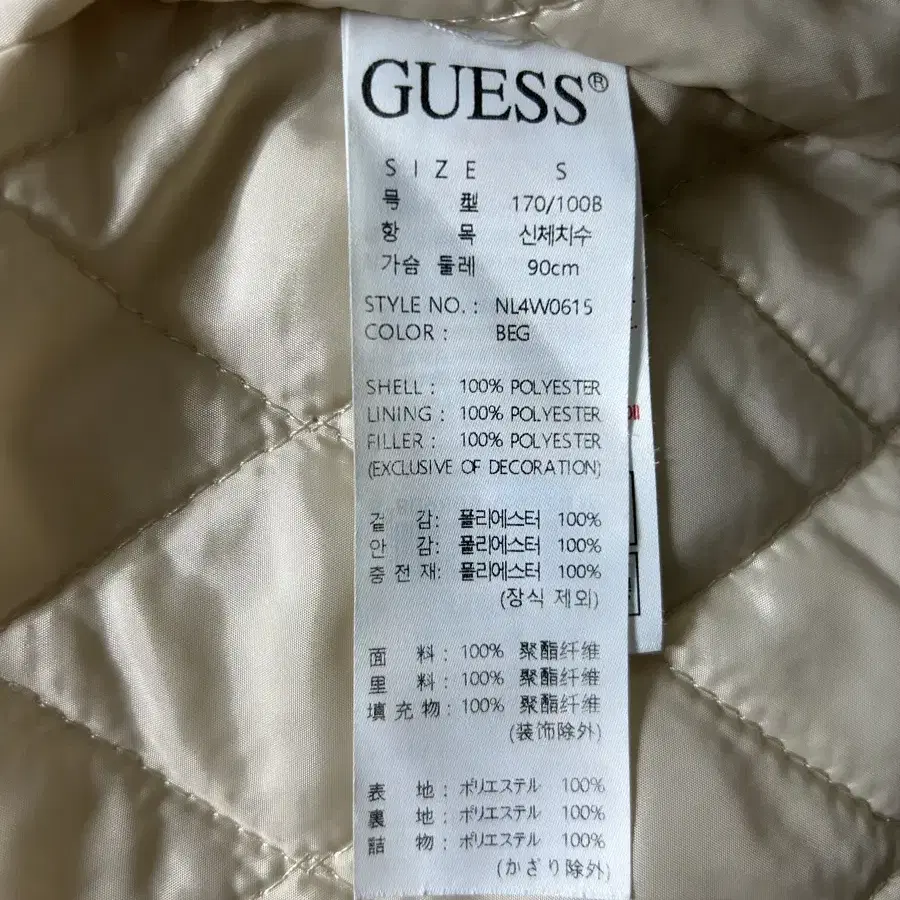 GUESS®
SIZE S
号型 170/100B
항목 신체치수
가슴둘레 90cm
STYLE NO.: NL4W0615
COLOR: BEG
SHELL: 100% POLYESTER
LINING: 100% POLYESTER
FILLER: 100% POLYESTER
(EXCLUSIVE OF DECORATION)
겉감: 폴리에스터 100%
안감: 폴리에스터 100%
충전재: 폴리에스터 100%
(장식 제외)
面料: 100% 聚酯纤维
里料: 100% 聚酯纤维
填充物: 100% 聚酯纤维
(装饰除外)
表地: ポリエステル 100%
裏地: ポリエステル 100%
詰物: ポリエステル 100%
(かざり除外)